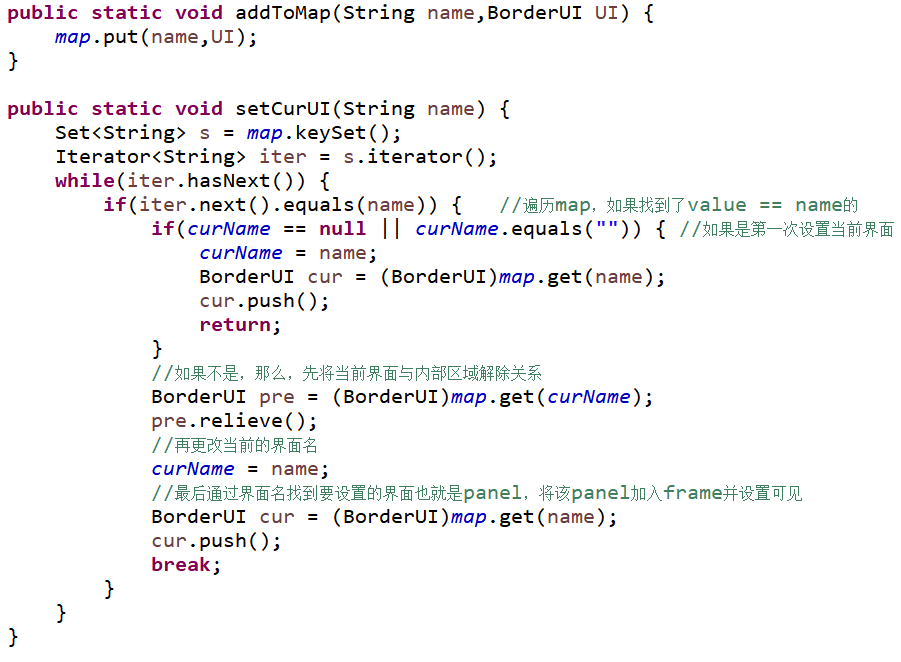 public static void addToMap(String name,BorderUI UI) {
    map.put(name,UI);
}

public static void setCurUI(String name) {
    Set<String> s = map.keySet();
    Iterator<String> iter = s.iterator();
    while(iter.hasNext()) {
        if(iter.next().equals(name)) {   //遍历map，如果找到了value == name的
            if(curName == null || curName.equals("")) { //如果是第一次设置当前界面
                curName = name;
                BorderUI cur = (BorderUI)map.get(name);
                cur.push();
                return;
            }
            //如果不是，那么，先将当前界面与内部区域解除关系
            BorderUI pre = (BorderUI)map.get(curName);
            pre.relieve();
            //再更改当前的界面名
            curName = name;
            //最后通过界面名找到要设置的界面也就是panel，将该panel加入frame并设置可见
            BorderUI cur = (BorderUI)map.get(name);
            cur.push();
            break;
        }
    }
}